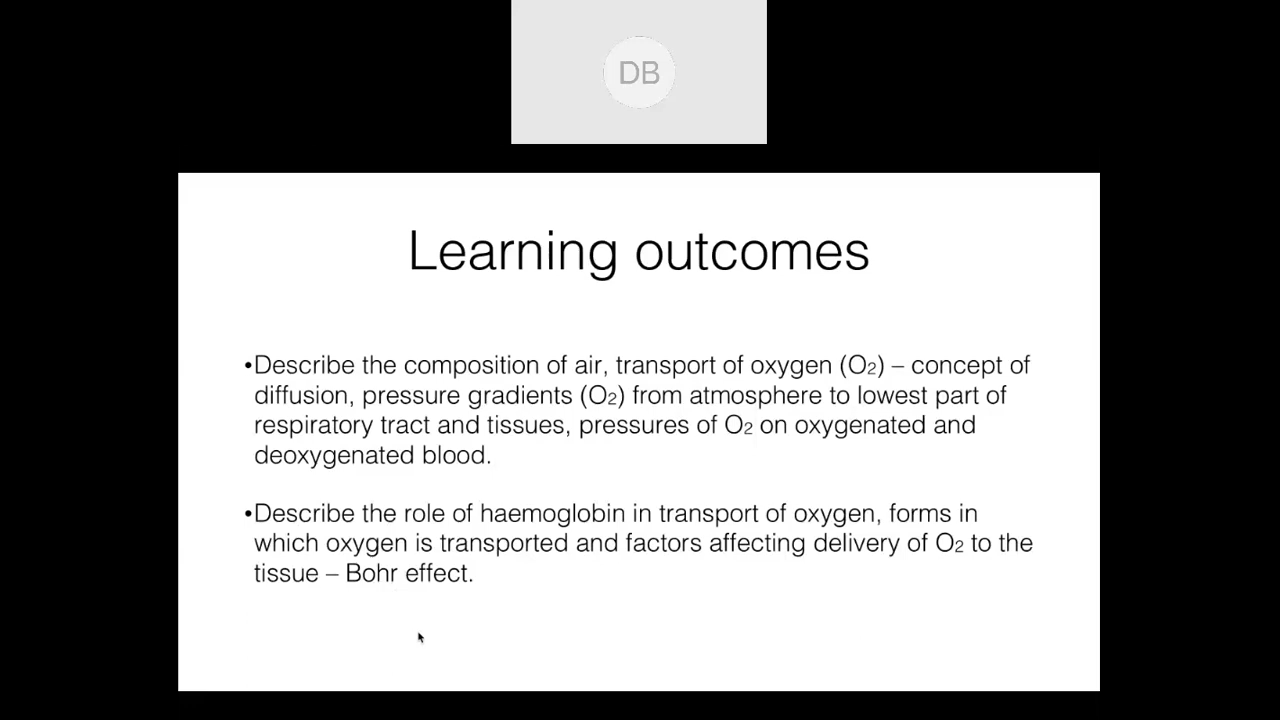 DB
Learning outcomes
•Describe the composition of air, transport of oxygen (O₂) – concept of
diffusion, pressure gradients (O₂) from atmosphere to lowest part of
respiratory tract and tissues, pressures of O₂ on oxygenated and
deoxygenated blood.
•Describe the role of haemoglobin in transport of oxygen, forms in
which oxygen is transported and factors affecting delivery of O₂ to the
tissue – Bohr effect.